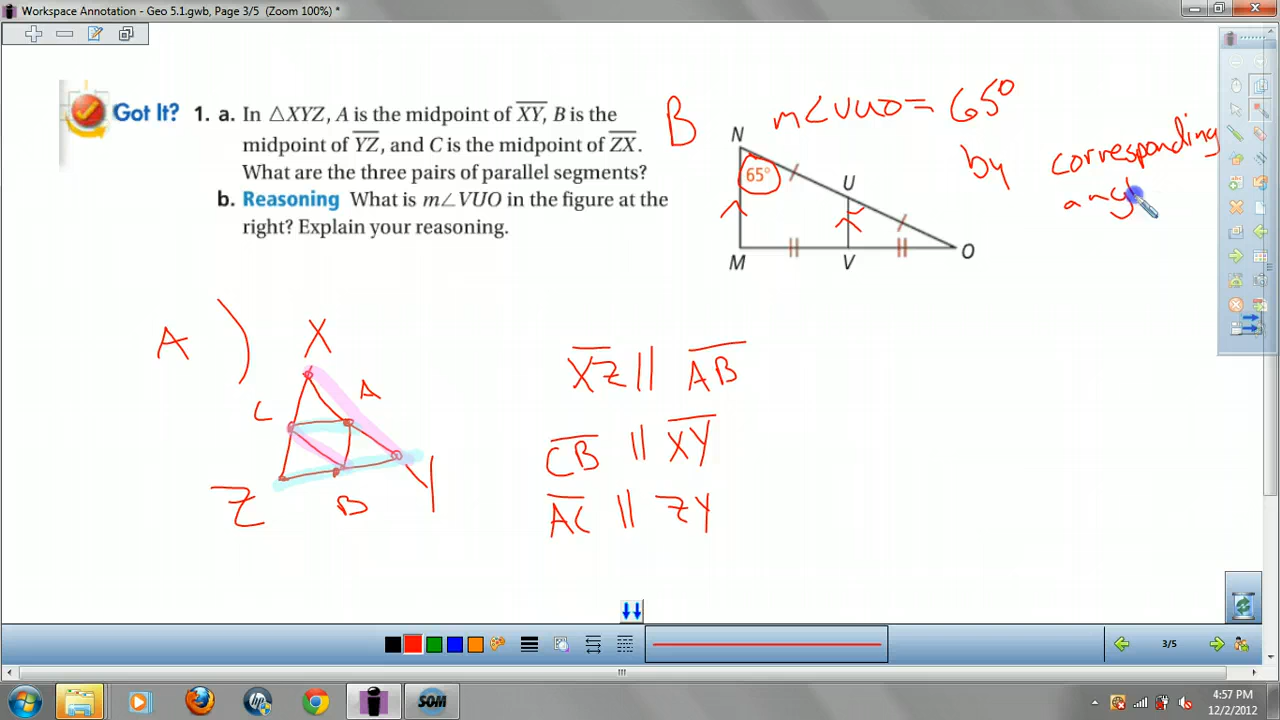 Workspace Annotation - Geo 5.1.gwb, Page 3/5 (Zoom 100%) *
Got It? 1. a. In △XYZ, A is the midpoint of XY, B is the
midpoint of YZ, and C is the midpoint of ZX.
What are the three pairs of parallel segments?
b. Reasoning What is m∠VUO in the figure at the
right? Explain your reasoning.
B
m∠VUO = 65°
by corresponding
angl
N
65°
U
M
V
O
A )
X
A
C
Z
B
Y
XZ || AB
CB || XY
AC || ZY
3/5
SOM
4:57 PM
12/2/2012